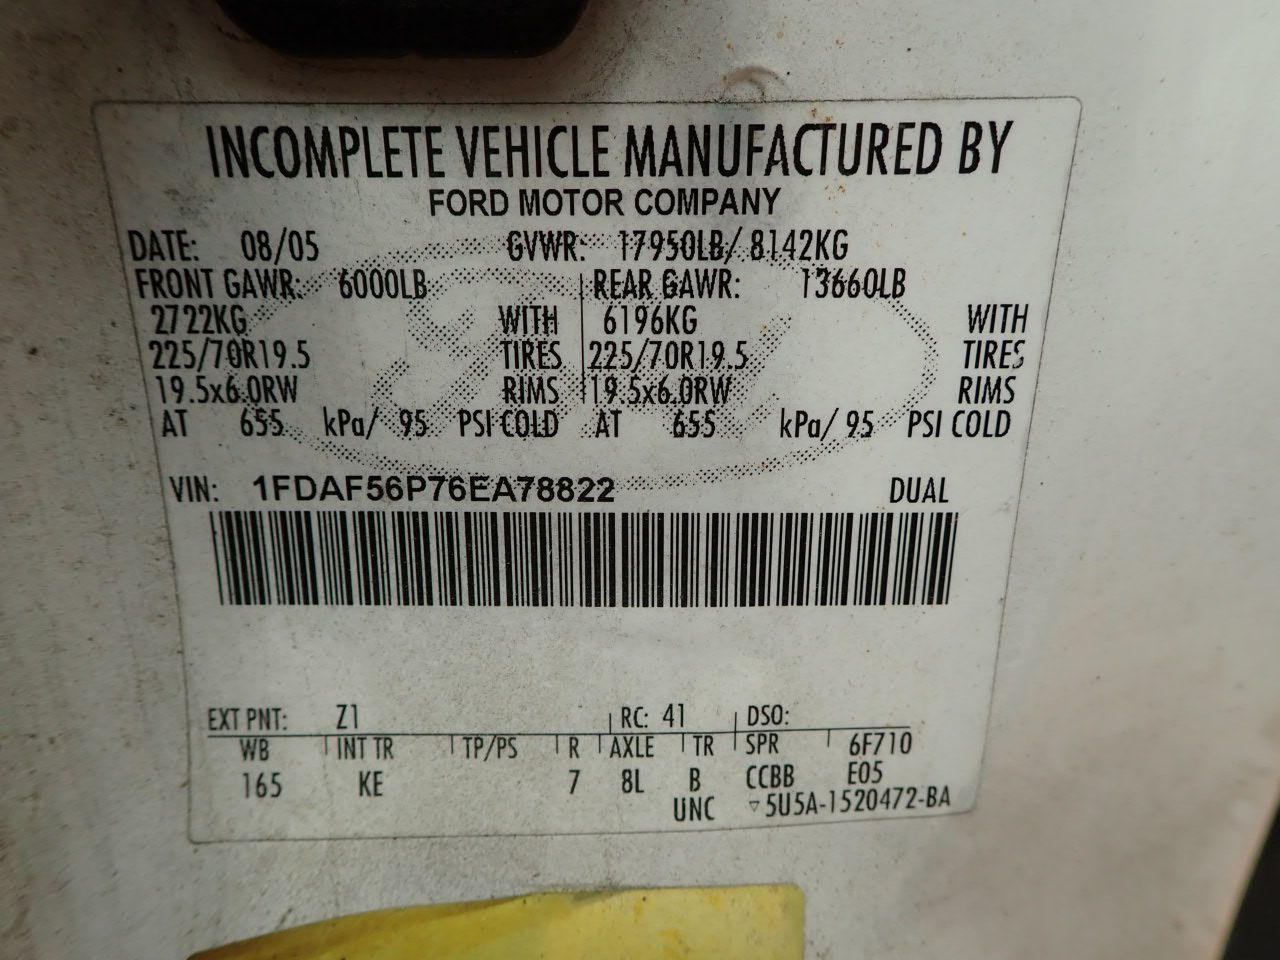 INCOMPLETE VEHICLE MANUFACTURED BY
FORD MOTOR COMPANY
DATE: 08/05 GVWR: 17950LB/ 8142KG
FRONT GAWR: 6000LB REAR GAWR: 13660LB
2722KG WITH 6196KG WITH
225/70R19.5 TIRES 225/70R19.5 TIRES
19.5x6.0RW RIMS 19.5x6.0RW RIMS
AT 655 kPa/ 95 PSI COLD AT 655 kPa/ 95 PSI COLD
VIN: 1FDAF56P76EA78822 DUAL
EXT PNT: Z1 RC: 41 DSO:
WB INT TR TP/PS R AXLE TR SPR 6F710
165 KE 7 8L B CCBB E05
UNC ▽5U5A-1520472-BA